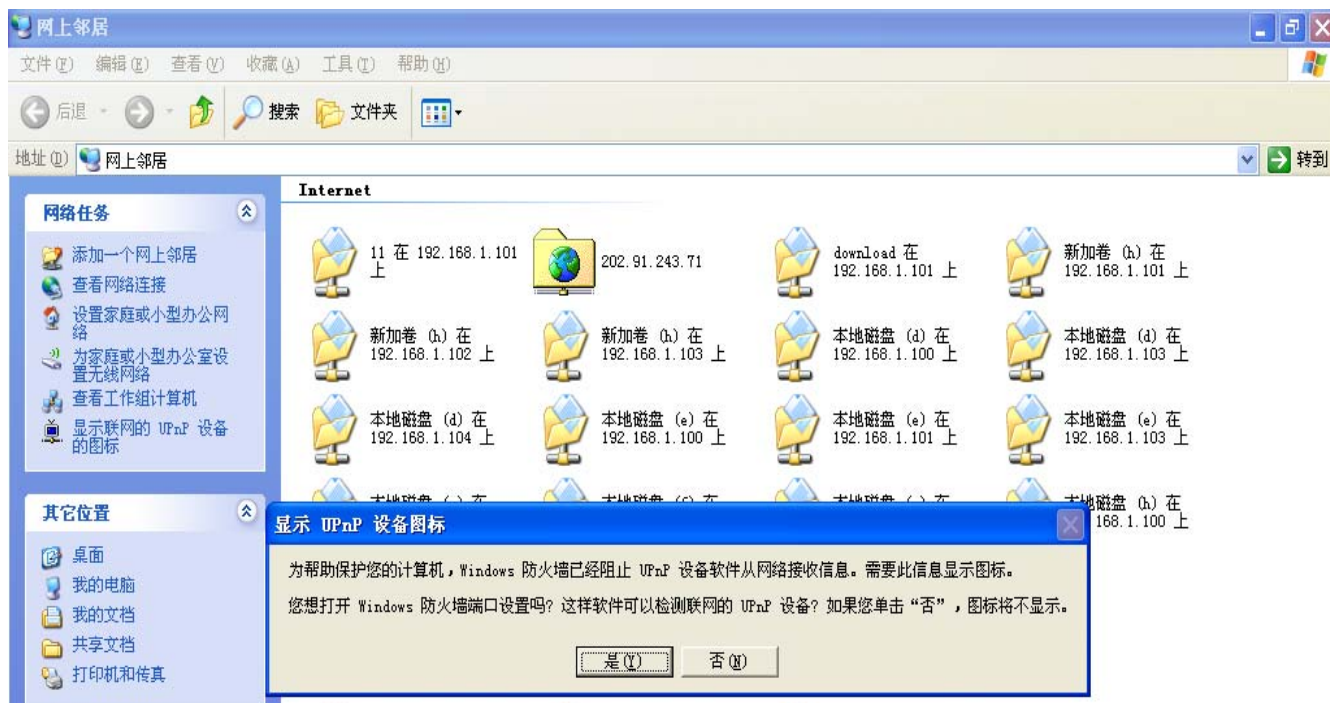 网上邻居
文件(F) 编辑(E) 查看(V) 收藏(A) 工具(T) 帮助(H)
后退 搜索 文件夹
地址(D) 网上邻居 转到
网络任务
添加一个网上邻居
查看网络连接
设置家庭或小型办公网
络
为家庭或小型办公室设
置无线网络
查看工作组计算机
显示联网的 UPnP 设备
的图标
其它位置
桌面
我的电脑
我的文档
共享文档
打印机和传真
Internet
11 在 192.168.1.101
上
202.91.243.71
download 在
192.168.1.101 上
新加卷 (h) 在
192.168.1.101 上
新加卷 (h) 在
192.168.1.102 上
新加卷 (h) 在
192.168.1.103 上
本地磁盘 (d) 在
192.168.1.100 上
本地磁盘 (d) 在
192.168.1.103 上
本地磁盘 (d) 在
192.168.1.104 上
本地磁盘 (e) 在
192.168.1.100 上
本地磁盘 (e) 在
192.168.1.101 上
本地磁盘 (e) 在
192.168.1.103 上
本地磁盘 (h) 在
168.1.100 上
显示 UPnP 设备图标
为帮助保护您的计算机，Windows 防火墙已经阻止 UPnP 设备软件从网络接收信息。需要此信息显示图标。
您想打开 Windows 防火墙端口设置吗? 这样软件可以检测联网的 UPnP 设备? 如果您单击“否”，图标将不显示。
是(Y) 否(N)